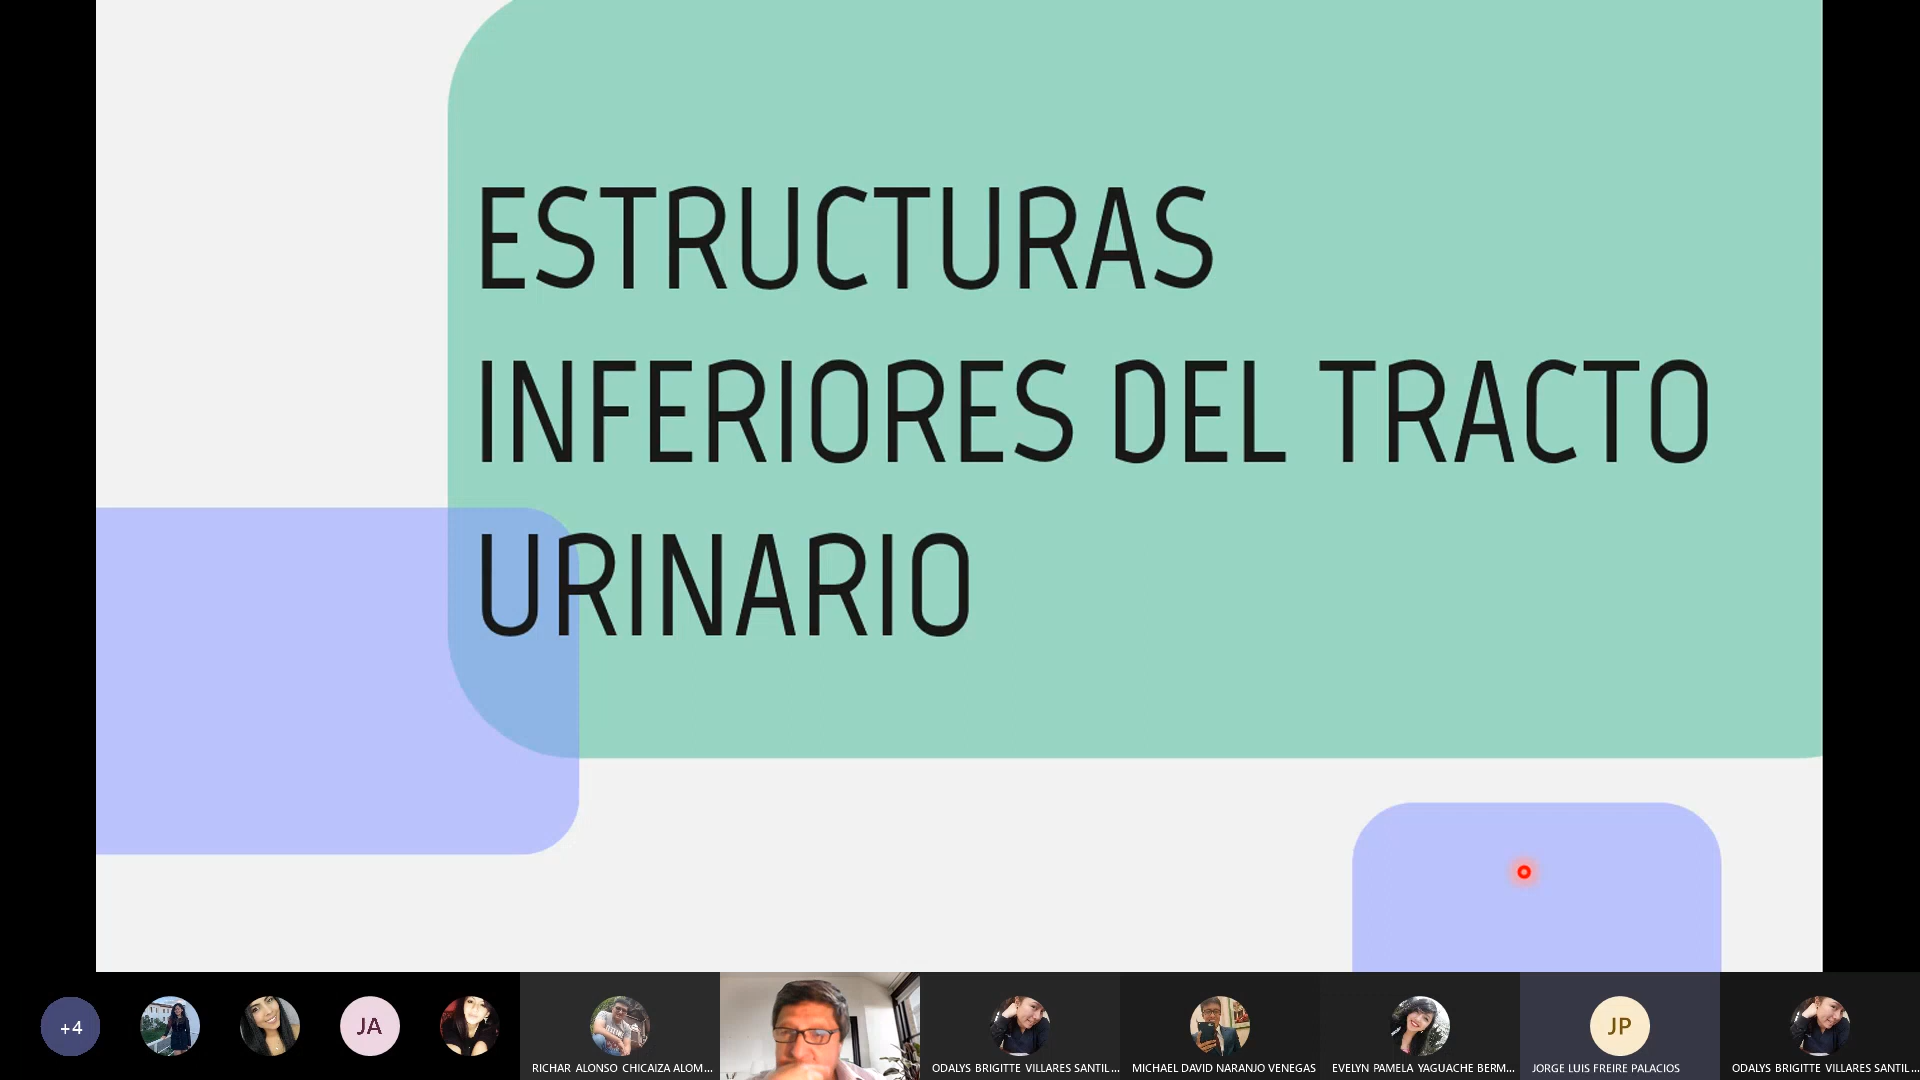 ESTRUCTURAS
INFERIORES DEL TRACTO
URINARIO
+4
JA
RICHAR ALONSO CHICAIZA ALOM...
ODALYS BRIGITTE VILLARES SANTIL...
MICHAEL DAVID NARANJO VENEGAS
EVELYN PAMELA YAGUACHE BERM...
JP
JORGE LUIS FREIRE PALACIOS
ODALYS BRIGITTE VILLARES SANTIL...